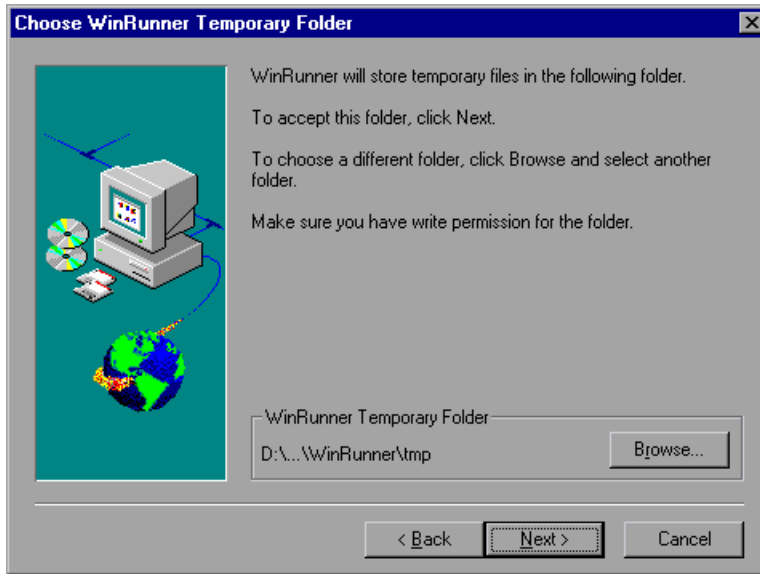 Choose WinRunner Temporary Folder
WinRunner will store temporary files in the following folder.
To accept this folder, click Next.
To choose a different folder, click Browse and select another
folder.
Make sure you have write permission for the folder.
WinRunner Temporary Folder
D:\...\WinRunner\tmp
Browse...
< Back
Next >
Cancel